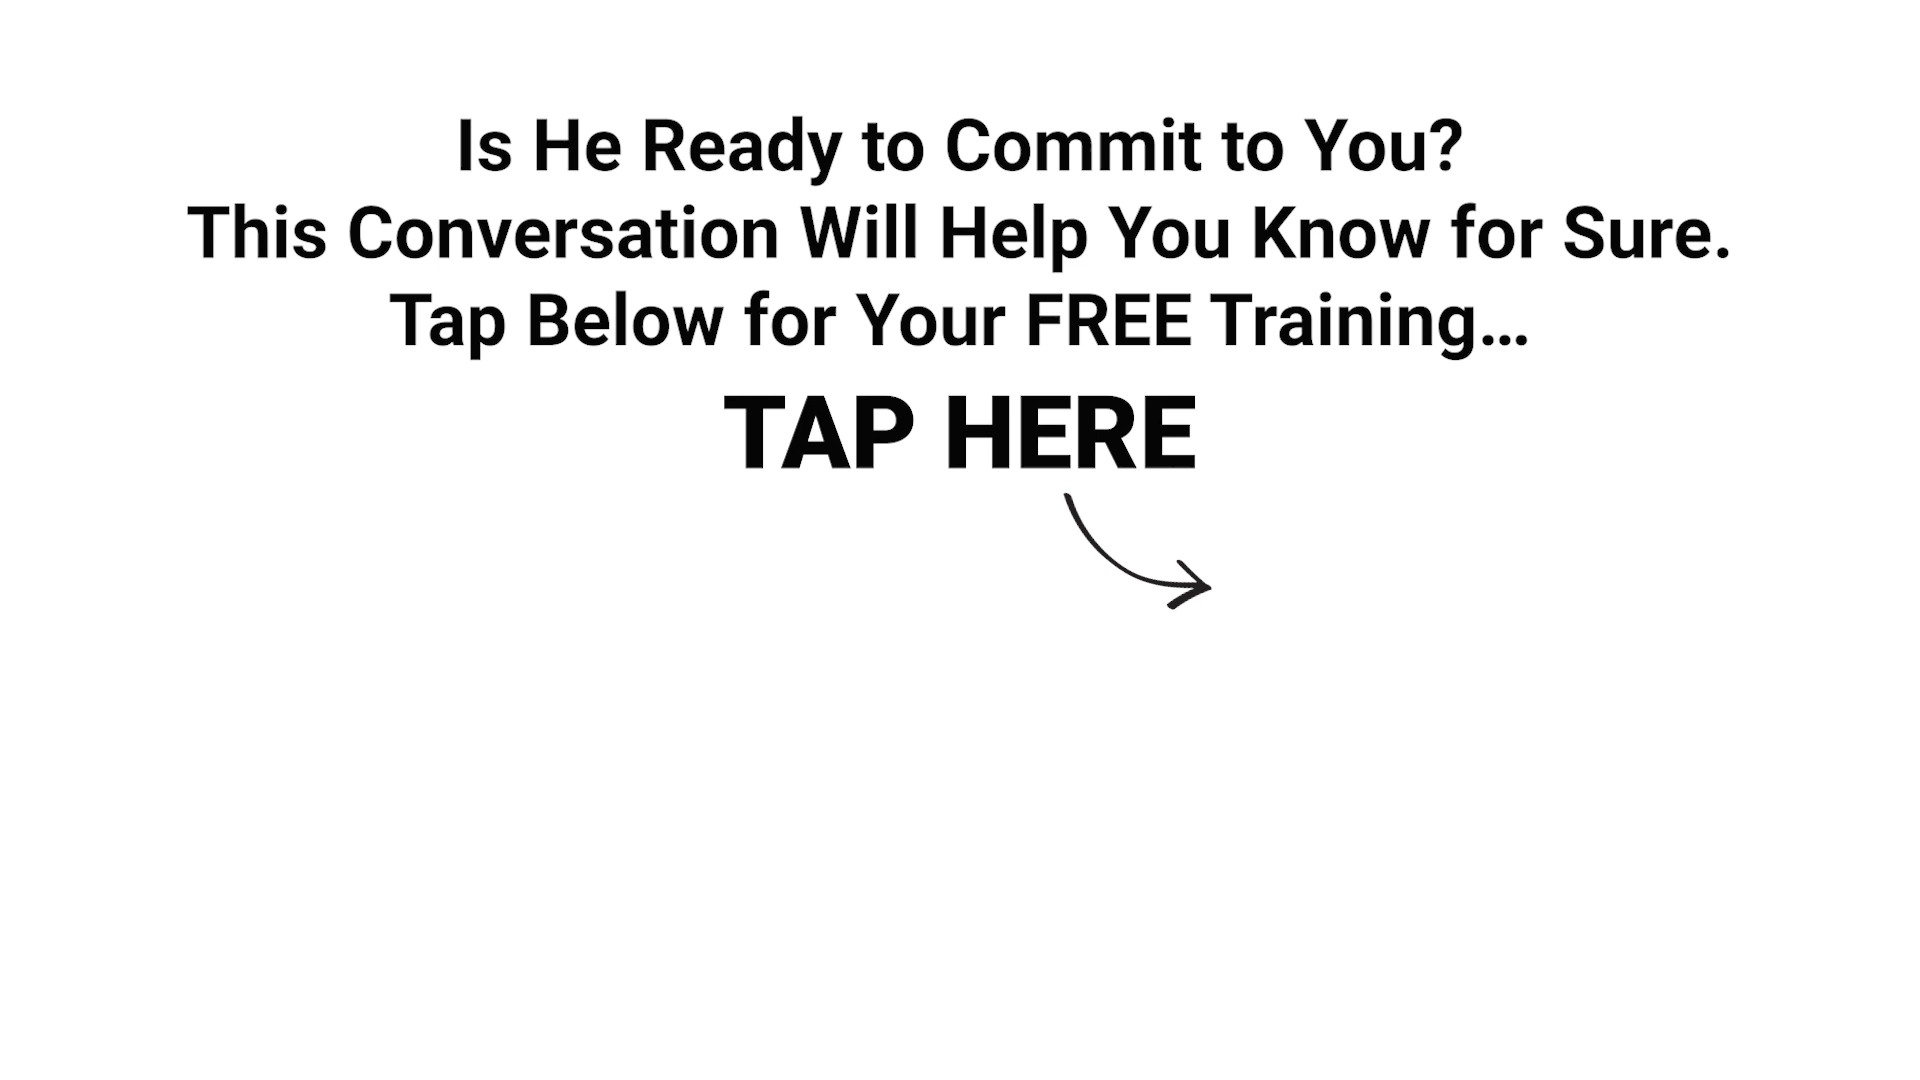 Is He Ready to Commit to You?
This Conversation Will Help You Know for Sure.
Tap Below for Your FREE Training...
TAP HERE